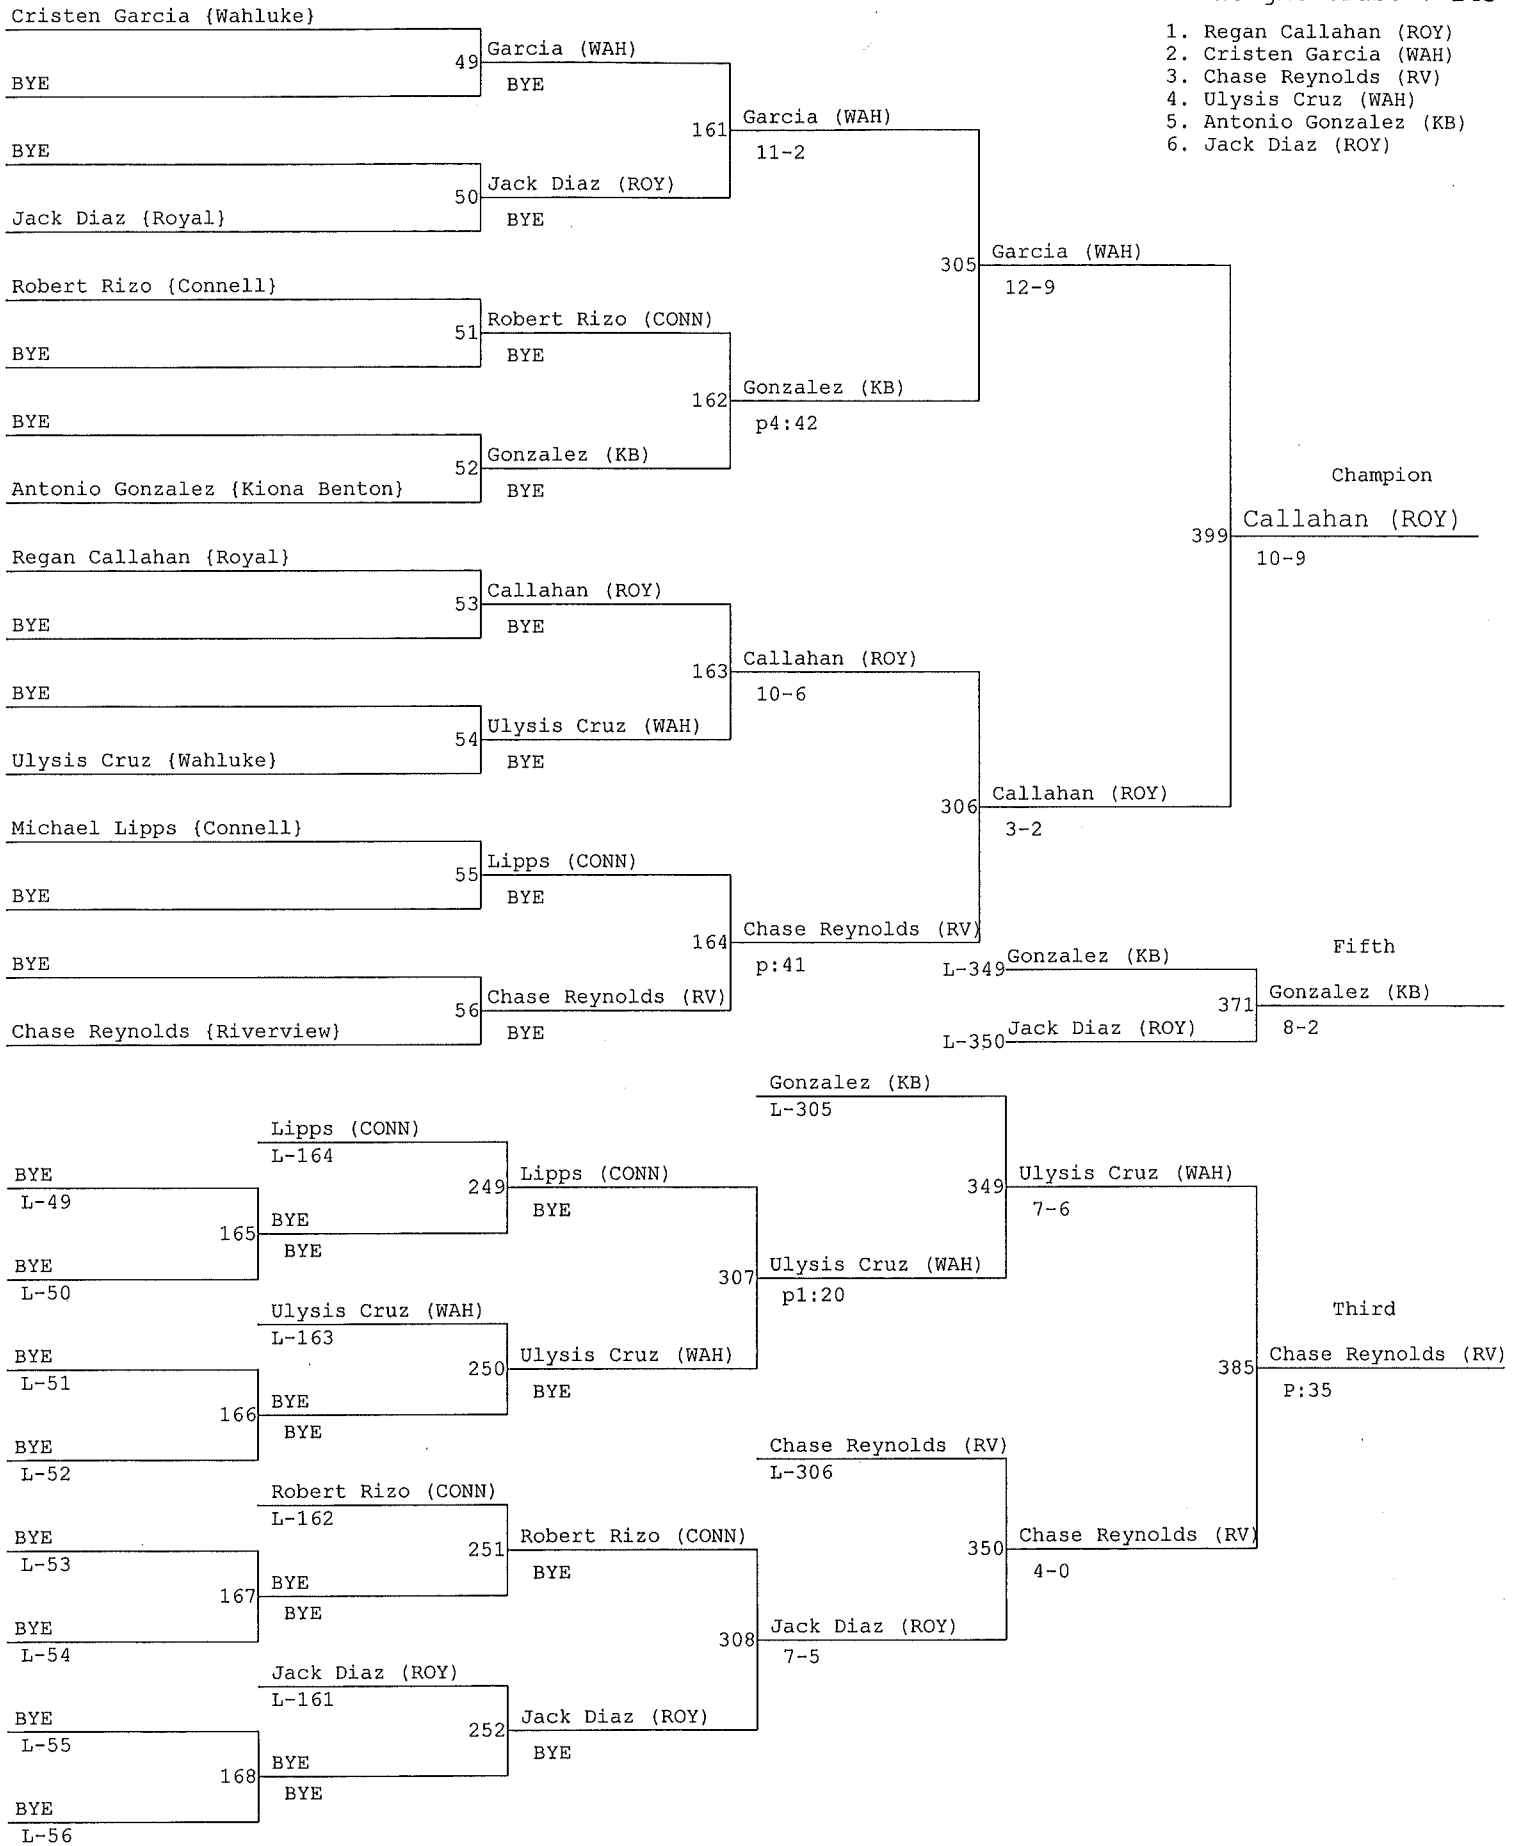 1. Regan Callahan (ROY)
2. Cristen Garcia (WAH)
3. Chase Reynolds (RV)
4. Ulysis Cruz (WAH)
5. Antonio Gonzalez (KB)
6. Jack Diaz (ROY)
Cristen Garcia {Wahluke}
49 Garcia (WAH)
BYE
BYE
161 Garcia (WAH)
11-2
BYE
50 Jack Diaz (ROY)
BYE
Jack Diaz {Royal}
305 Garcia (WAH)
12-9
Robert Rizo {Connell}
51 Robert Rizo (CONN)
BYE
BYE
162 Gonzalez (KB)
p4:42
BYE
52 Gonzalez (KB)
BYE
Antonio Gonzalez {Kiona Benton}
Champion
399 Callahan (ROY)
10-9
Regan Callahan {Royal}
53 Callahan (ROY)
BYE
BYE
163 Callahan (ROY)
10-6
BYE
54 Ulysis Cruz (WAH)
BYE
Ulysis Cruz {Wahluke}
306 Callahan (ROY)
3-2
Michael Lipps {Connell}
55 Lipps (CONN)
BYE
BYE
164 Chase Reynolds (RV)
p:41
BYE
56 Chase Reynolds (RV)
BYE
Chase Reynolds {Riverview}
Fifth
L-349 Gonzalez (KB)
371 Gonzalez (KB)
8-2
L-350 Jack Diaz (ROY)
Gonzalez (KB)
L-305
Lipps (CONN)
L-164
BYE
L-49
249 Lipps (CONN)
BYE
349 Ulysis Cruz (WAH)
7-6
165 BYE
BYE
BYE
L-50
307 Ulysis Cruz (WAH)
p1:20
Ulysis Cruz (WAH)
L-163
BYE
L-51
250 Ulysis Cruz (WAH)
BYE
166 BYE
BYE
BYE
L-52
Third
385 Chase Reynolds (RV)
P:35
Chase Reynolds (RV)
L-306
Robert Rizo (CONN)
L-162
BYE
L-53
251 Robert Rizo (CONN)
BYE
350 Chase Reynolds (RV)
4-0
167 BYE
BYE
BYE
L-54
308 Jack Diaz (ROY)
7-5
Jack Diaz (ROY)
L-161
BYE
L-55
252 Jack Diaz (ROY)
BYE
168 BYE
BYE
BYE
L-56